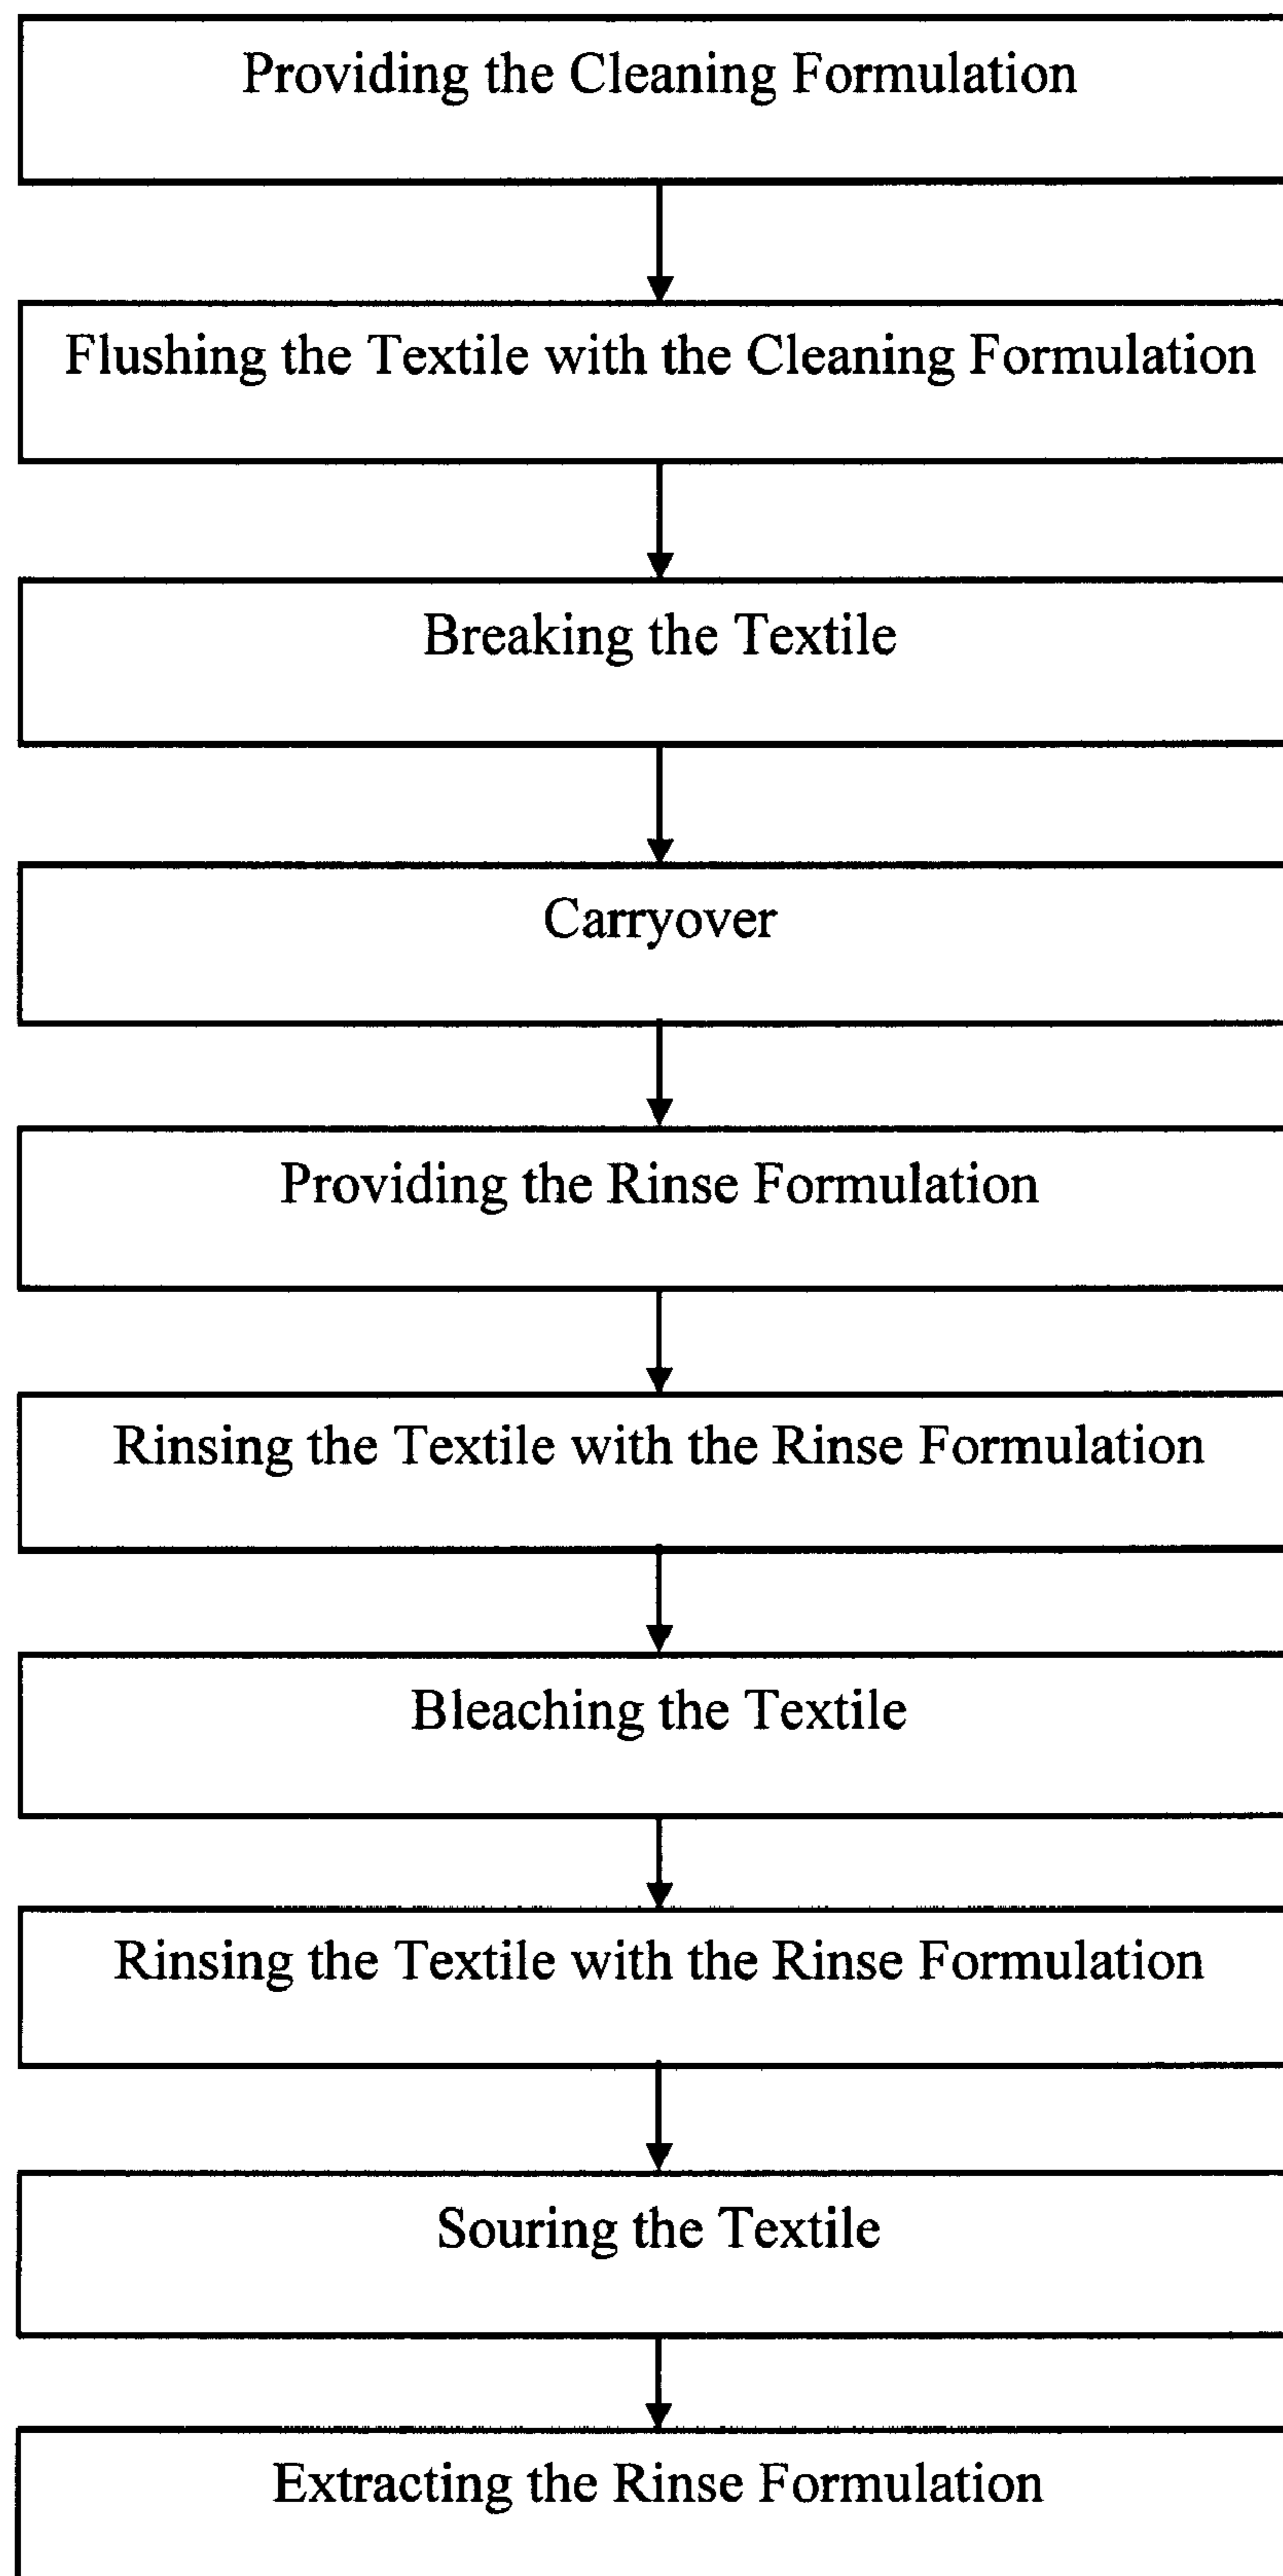 Providing the Cleaning Formulation
Flushing the Textile with the Cleaning Formulation
Breaking the Textile
Carryover
Providing the Rinse Formulation
Rinsing the Textile with the Rinse Formulation
Bleaching the Textile
Rinsing the Textile with the Rinse Formulation
Souring the Textile
Extracting the Rinse Formulation